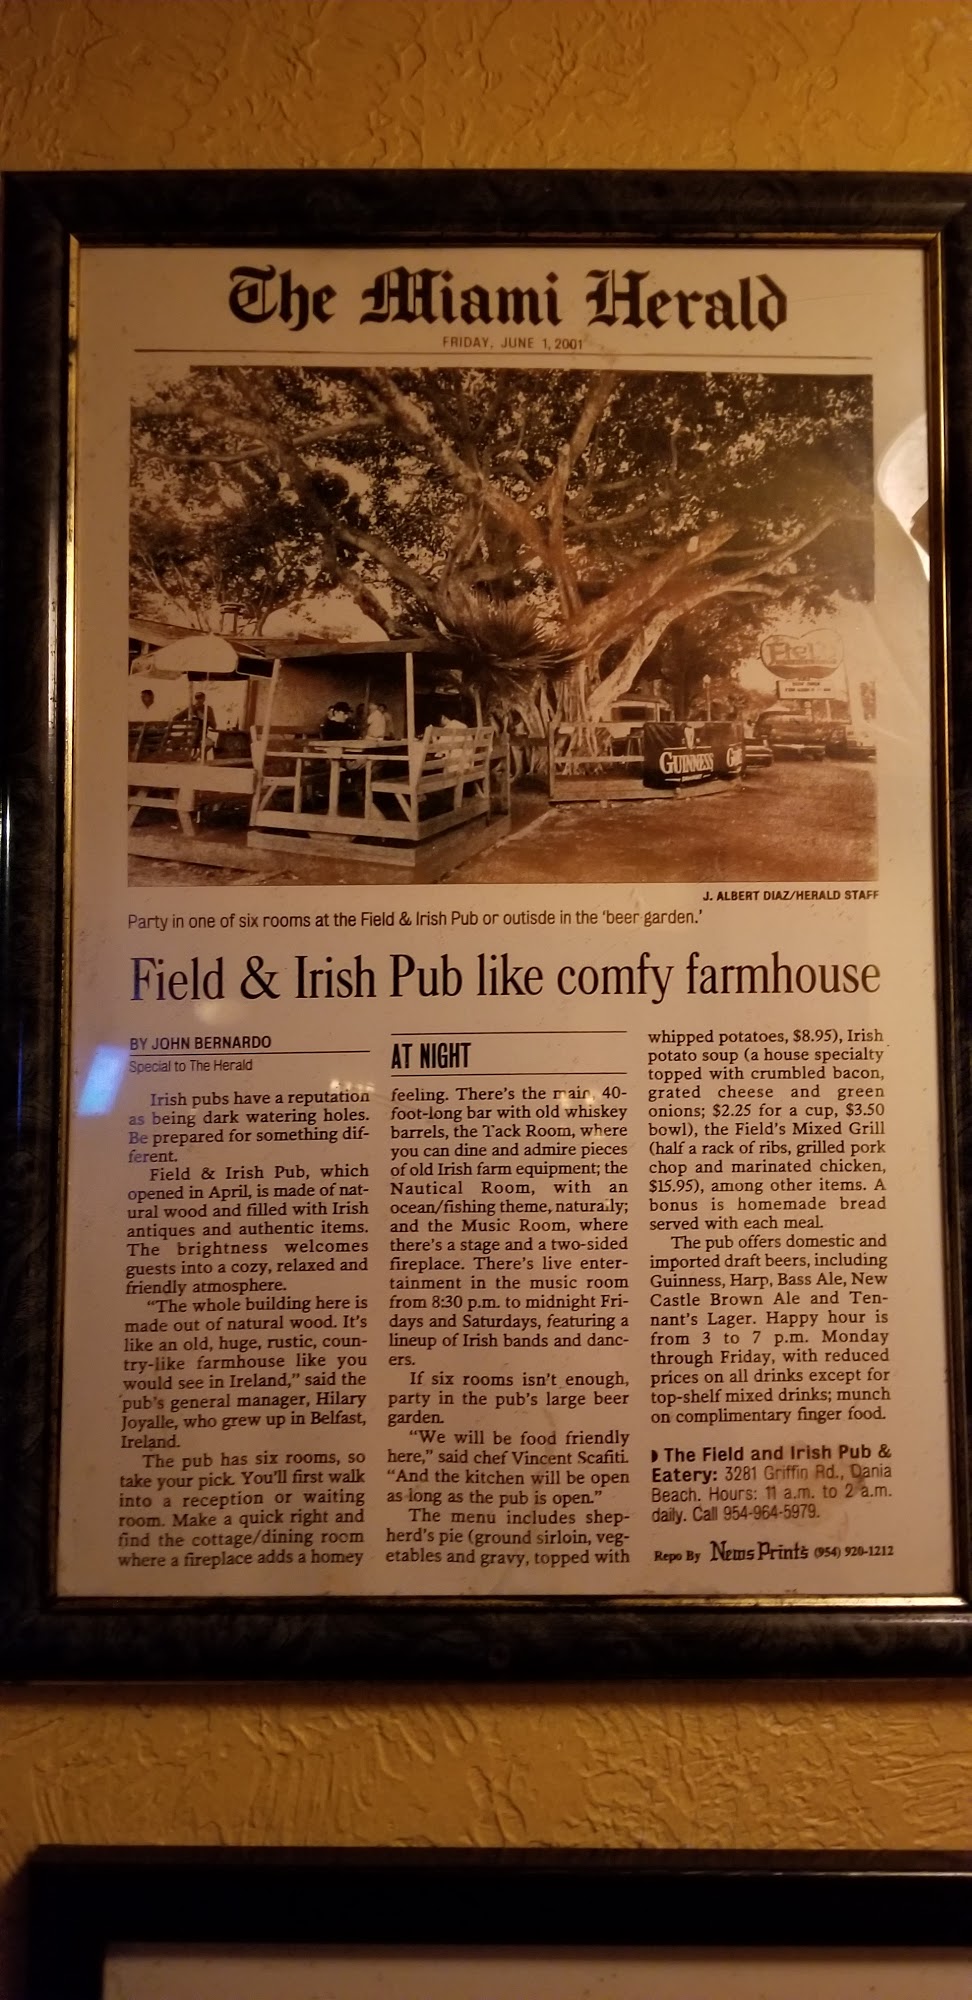 The Miami Herald
FRIDAY, JUNE 1, 2001
GUINNESS
J. ALBERT DIAZ/HERALD STAFF
Party in one of six rooms at the Field & Irish Pub or outisde in the 'beer garden.'
Field & Irish Pub like comfy farmhouse
BY JOHN BERNARDO
Special to The Herald
Irish pubs have a reputation
as being dark watering holes.
Be prepared for something dif-
ferent.
Field & Irish Pub, which
opened in April, is made of nat-
ural wood and filled with Irish
antiques and authentic items.
The brightness welcomes
guests into a cozy, relaxed and
friendly atmosphere.
"The whole building here is
made out of natural wood. It's
like an old, huge, rustic, coun-
try-like farmhouse like you
would see in Ireland," said the
pub's general manager, Hilary
Joyalle, who grew up in Belfast,
Ireland.
The pub has six rooms, so
take your pick. You'll first walk
into a reception or waiting
room. Make a quick right and
find the cottage/dining room
where a fireplace adds a homey
AT NIGHT
feeling. There's the main, 40-
foot-long bar with old whiskey
barrels, the Tack Room, where
you can dine and admire pieces
of old Irish farm equipment; the
Nautical Room, with an
ocean/fishing theme, naturally;
and the Music Room, where
there's a stage and a two-sided
fireplace. There's live enter-
tainment in the music room
from 8:30 p.m. to midnight Fri-
days and Saturdays, featuring a
lineup of Irish bands and danc-
ers.
If six rooms isn't enough,
party in the pub's large beer
garden.
"We will be food friendly
here," said chef Vincent Scafiti.
"And the kitchen will be open
as long as the pub is open."
The menu includes shep-
herd's pie (ground sirloin, veg-
etables and gravy, topped with
whipped potatoes, $8.95), Irish
potato soup (a house specialty
topped with crumbled bacon,
grated cheese and green
onions; $2.25 for a cup, $3.50
bowl), the Field's Mixed Grill
(half a rack of ribs, grilled pork
chop and marinated chicken,
$15.95), among other items. A
bonus is homemade bread
served with each meal.
The pub offers domestic and
imported draft beers, including
Guinness, Harp, Bass Ale, New
Castle Brown Ale and Ten-
nant's Lager. Happy hour is
from 3 to 7 p.m. Monday
through Friday, with reduced
prices on all drinks except for
top-shelf mixed drinks; munch
on complimentary finger food.
The Field and Irish Pub &
Eatery: 3281 Griffin Rd., Dania
Beach. Hours: 11 a.m. to 2 a.m.
daily. Call 954-964-5979.
Repo By News Prints (954) 920-1212